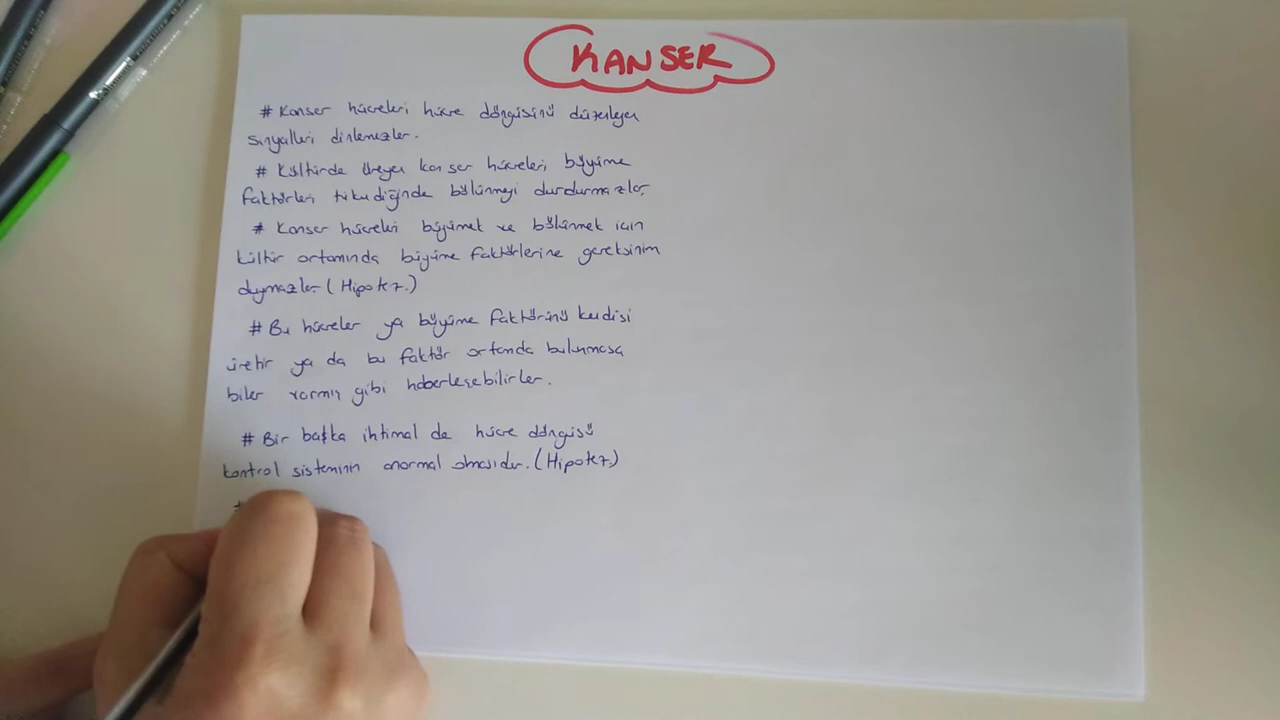 KANSER
# Kanser hücreleri hücre döngüsünü düzenleyen
sinyalleri dinlemezler.
# Kültürde üreyen kanser hücreleri büyüme
faktörleri tükendiğinde bölünmeyi durdurmazlar.
# Kanser hücreleri büyümek ve bölünmek için
kültür ortamında büyüme faktörlerine gereksinim
duymazlar (Hipotez.)
# Bu hücreler ya büyüme faktörünü kendisi
üretir ya da bu faktör ortamda bulunmasa
bile varmış gibi haberleşebilirler.
# Bir başka ihtimal de hücre döngüsü
kontrol sisteminin anormal olmasıdır. (Hipotez)
#